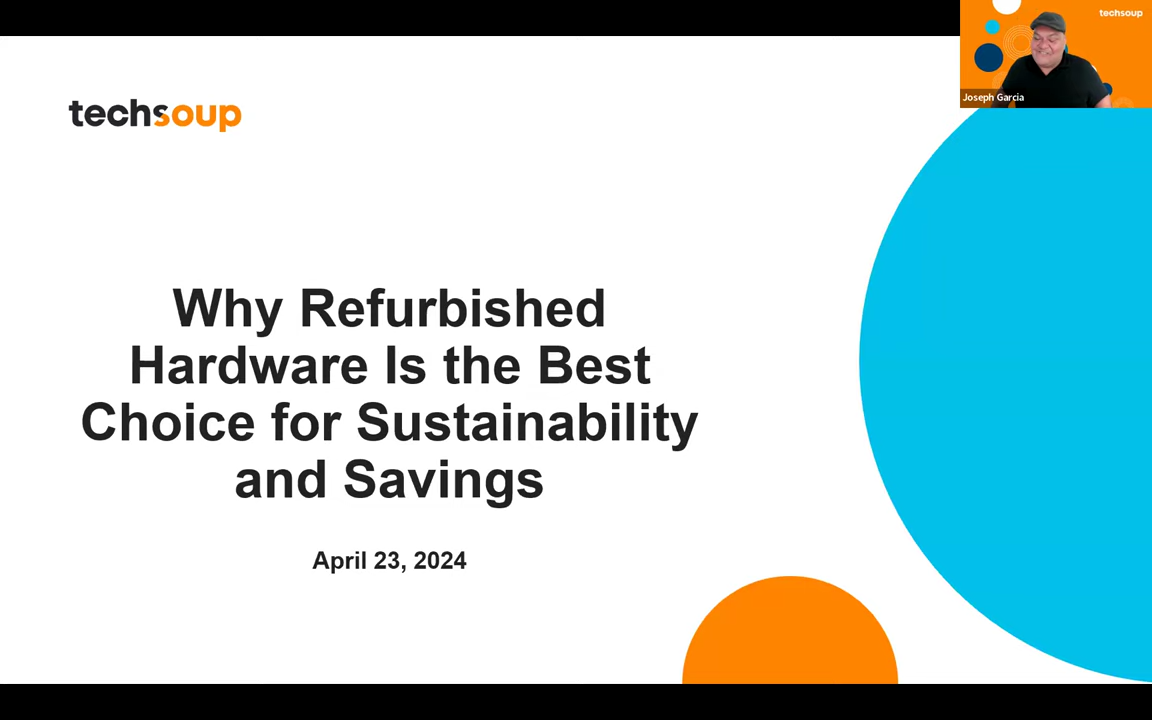 techsoup
Joseph Garcia
techsoup
Why Refurbished
Hardware Is the Best
Choice for Sustainability
and Savings
April 23, 2024